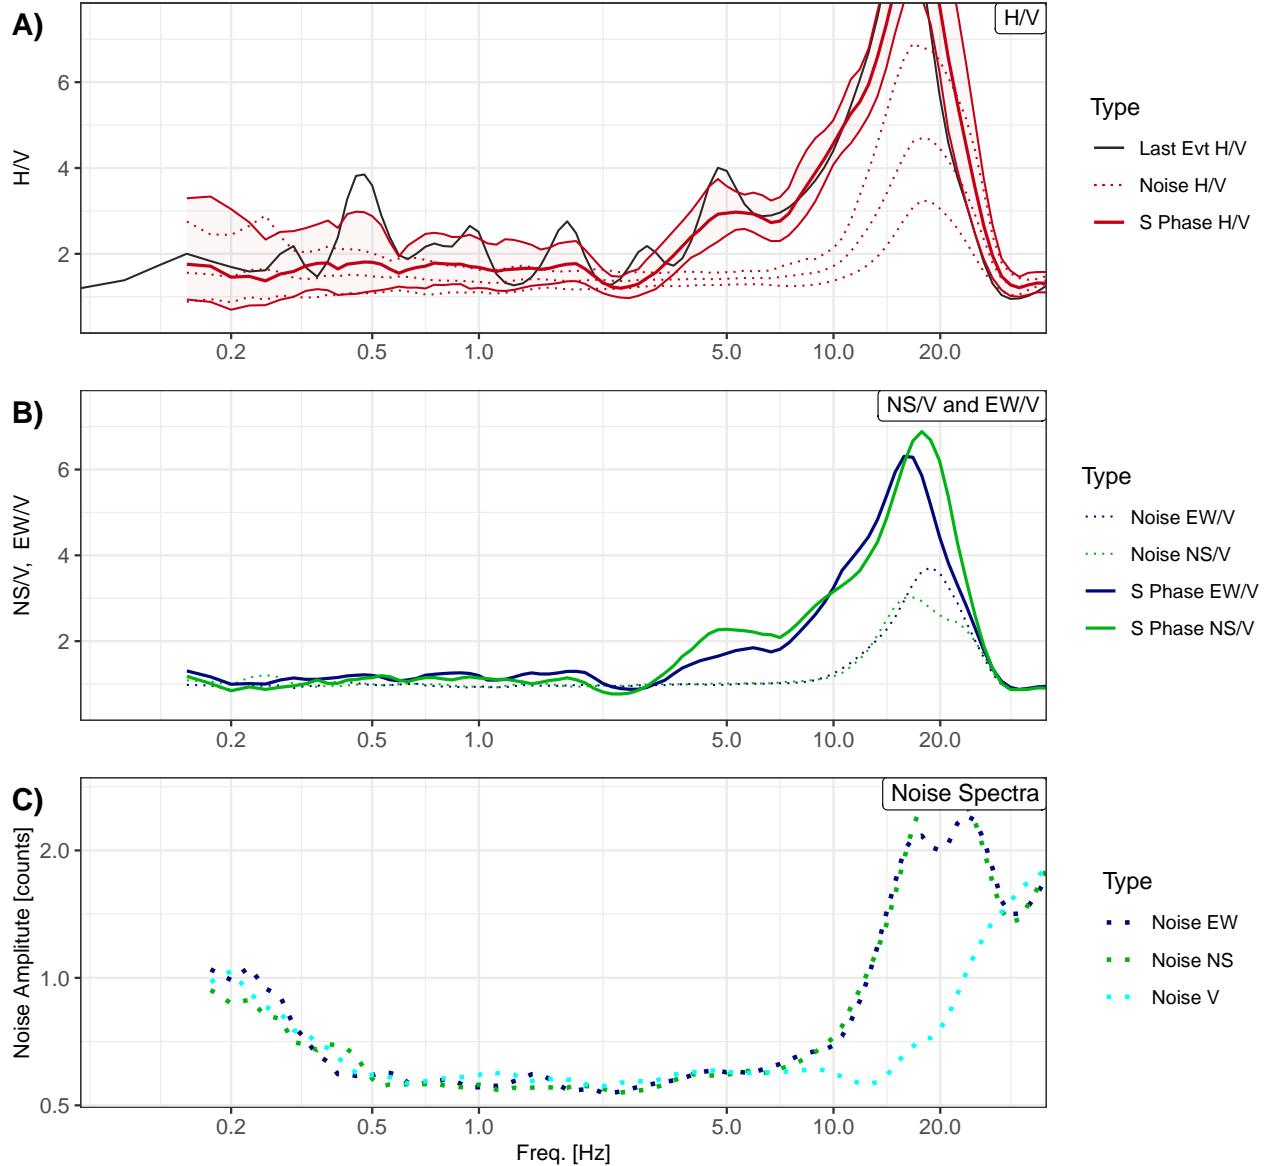 A)
H/V
H/V
6
4
2
0.2 0.5 1.0 5.0 10.0 20.0
Type
Last Evt H/V
Noise H/V
S Phase H/V
B)
NS/V and EW/V
NS/V, EW/V
6
4
2
0.2 0.5 1.0 5.0 10.0 20.0
Type
Noise EW/V
Noise NS/V
S Phase EW/V
S Phase NS/V
C)
Noise Spectra
Noise Amplitute [counts]
2.0
1.0
0.5
0.2 0.5 1.0 5.0 10.0 20.0
Freq. [Hz]
Type
Noise EW
Noise NS
Noise V